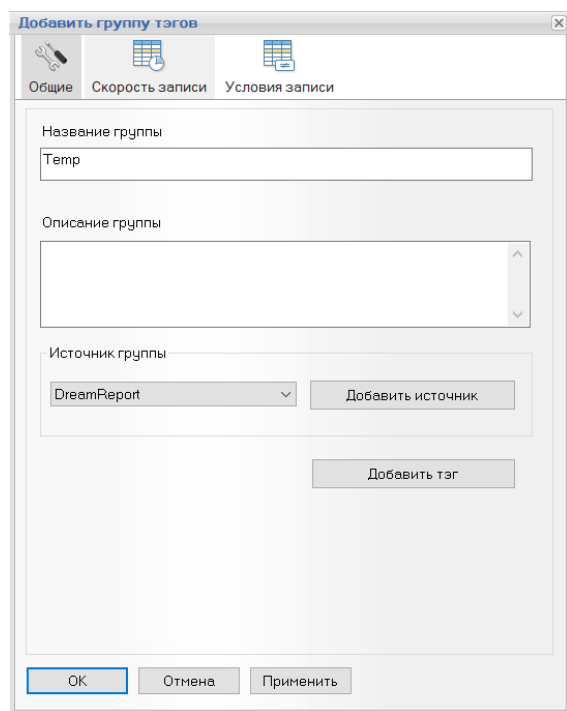 Добавить группу тэгов
Общие Скорость записи Условия записи
Название группы
Temp
Описание группы
Источник группы
DreamReport Добавить источник
Добавить тэг
OK Отмена Применить